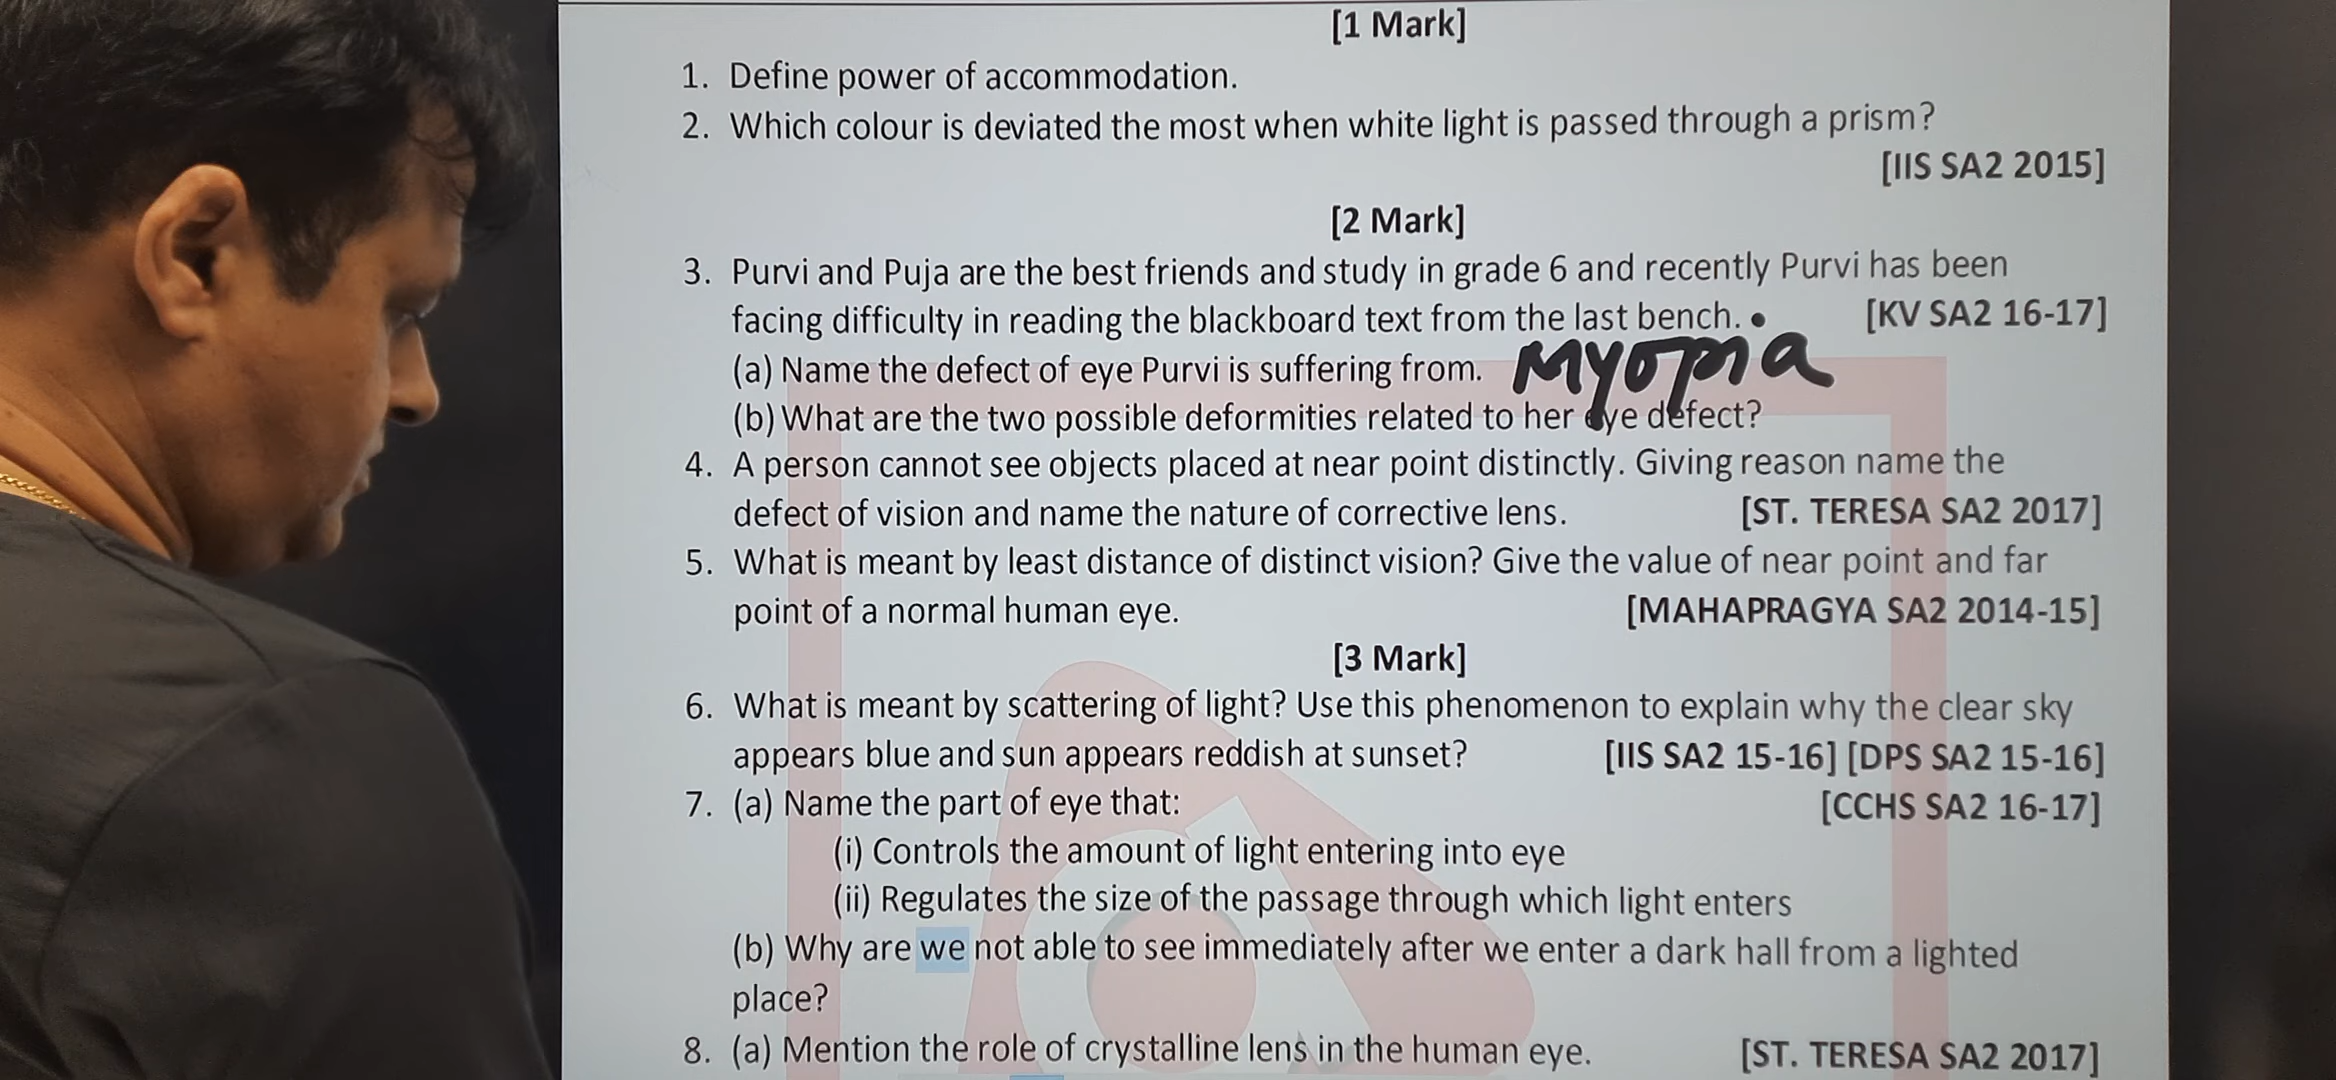 [1 Mark]
1. Define power of accommodation.
2. Which colour is deviated the most when white light is passed through a prism?
[IIS SA2 2015]
[2 Mark]
3. Purvi and Puja are the best friends and study in grade 6 and recently Purvi has been
facing difficulty in reading the blackboard text from the last bench. [KV SA2 16-17]
(a) Name the defect of eye Purvi is suffering from. Myopia
(b) What are the two possible deformities related to her eye defect?
4. A person cannot see objects placed at near point distinctly. Giving reason name the
defect of vision and name the nature of corrective lens. [ST. TERESA SA2 2017]
5. What is meant by least distance of distinct vision? Give the value of near point and far
point of a normal human eye. [MAHAPRAGYA SA2 2014-15]
[3 Mark]
6. What is meant by scattering of light? Use this phenomenon to explain why the clear sky
appears blue and sun appears reddish at sunset? [IIS SA2 15-16] [DPS SA2 15-16]
7. (a) Name the part of eye that: [CCHS SA2 16-17]
(i) Controls the amount of light entering into eye
(ii) Regulates the size of the passage through which light enters
(b) Why are we not able to see immediately after we enter a dark hall from a lighted
place?
8. (a) Mention the role of crystalline lens in the human eye. [ST. TERESA SA2 2017]